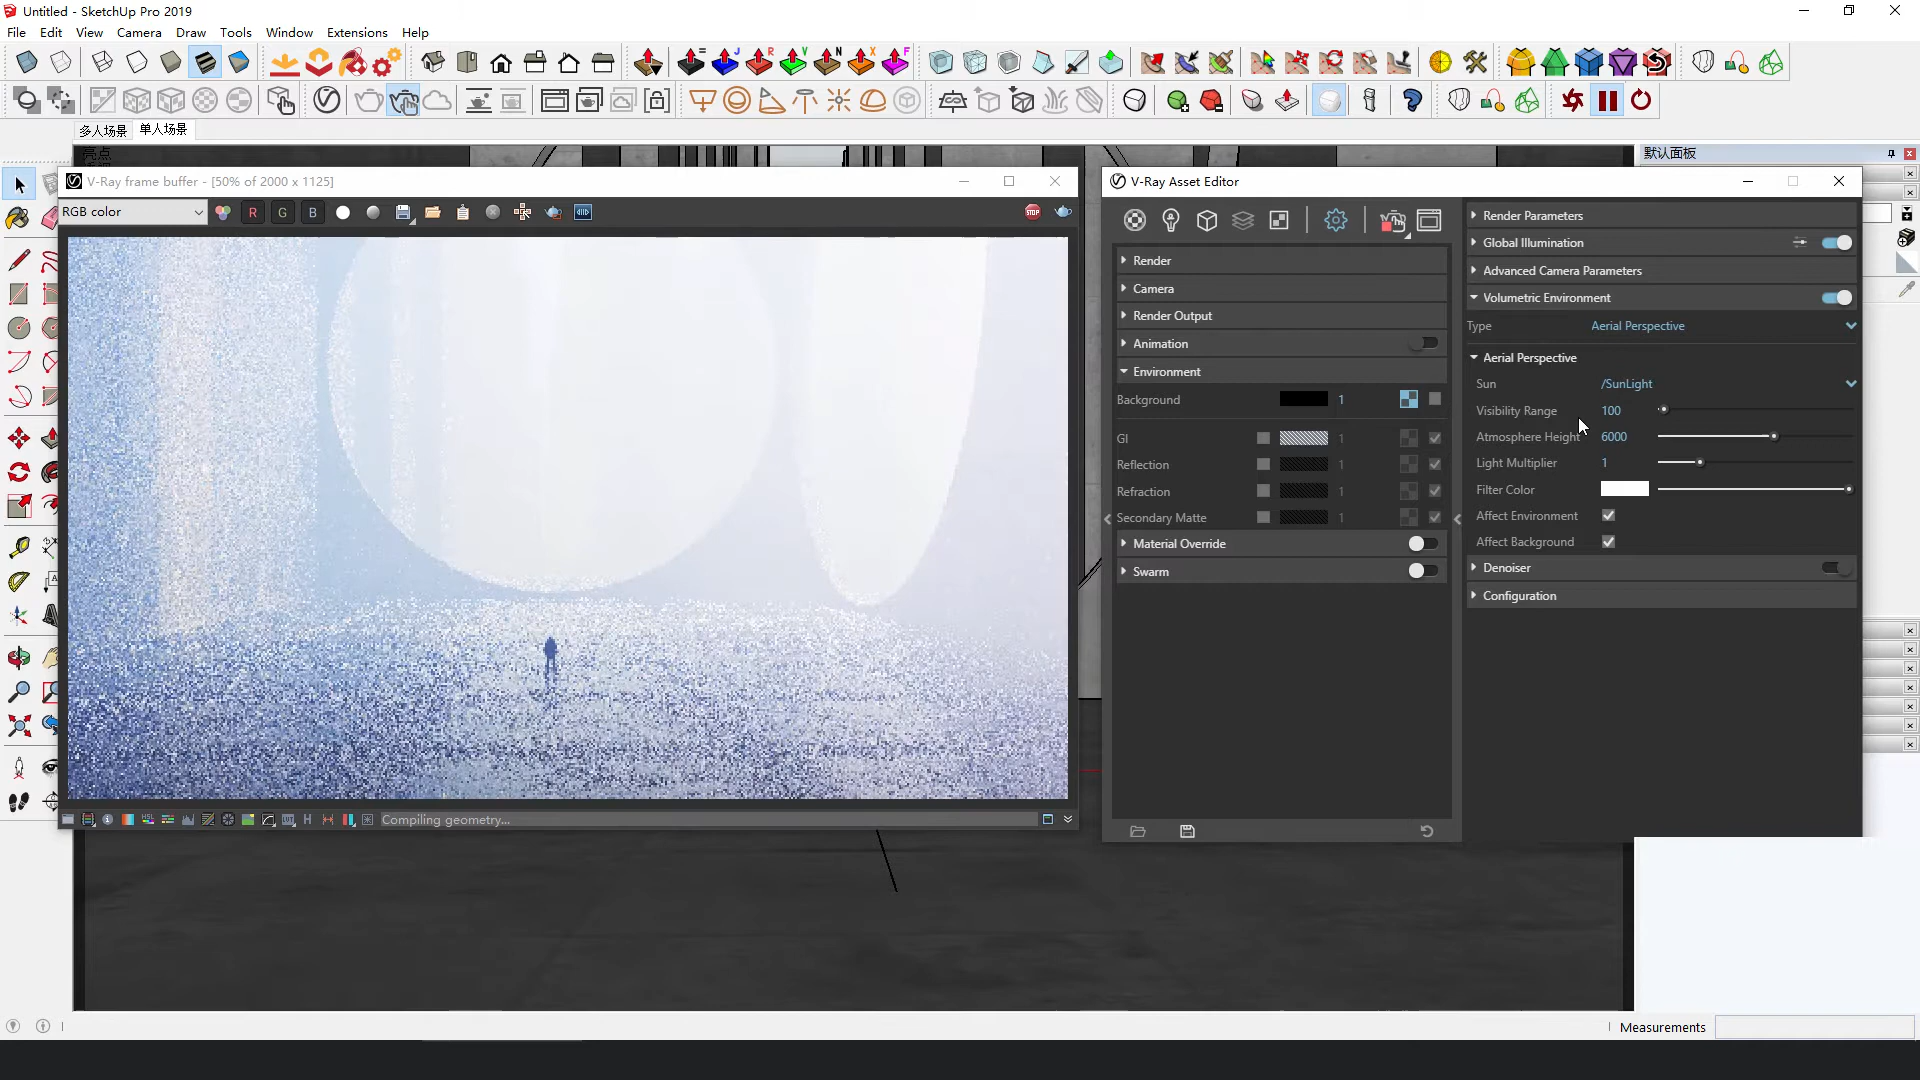 Untitled - SketchUp Pro 2019
File Edit View Camera Draw Tools Window Extensions Help
多人场景 单人场景
亮点
默认面板
V-Ray frame buffer - [50% of 2000 x 1125]
RGB color
R G B
STOP
Compiling geometry...
V-Ray Asset Editor
Render
Camera
Render Output
Animation
Environment
Background 1
GI 1
Reflection 1
Refraction 1
Secondary Matte 1
Material Override
Swarm
Render Parameters
Global Illumination
Advanced Camera Parameters
Volumetric Environment
Type Aerial Perspective
Aerial Perspective
Sun /SunLight
Visibility Range 100
Atmosphere Height 6000
Light Multiplier 1
Filter Color
Affect Environment
Affect Background
Denoiser
Configuration
Measurements